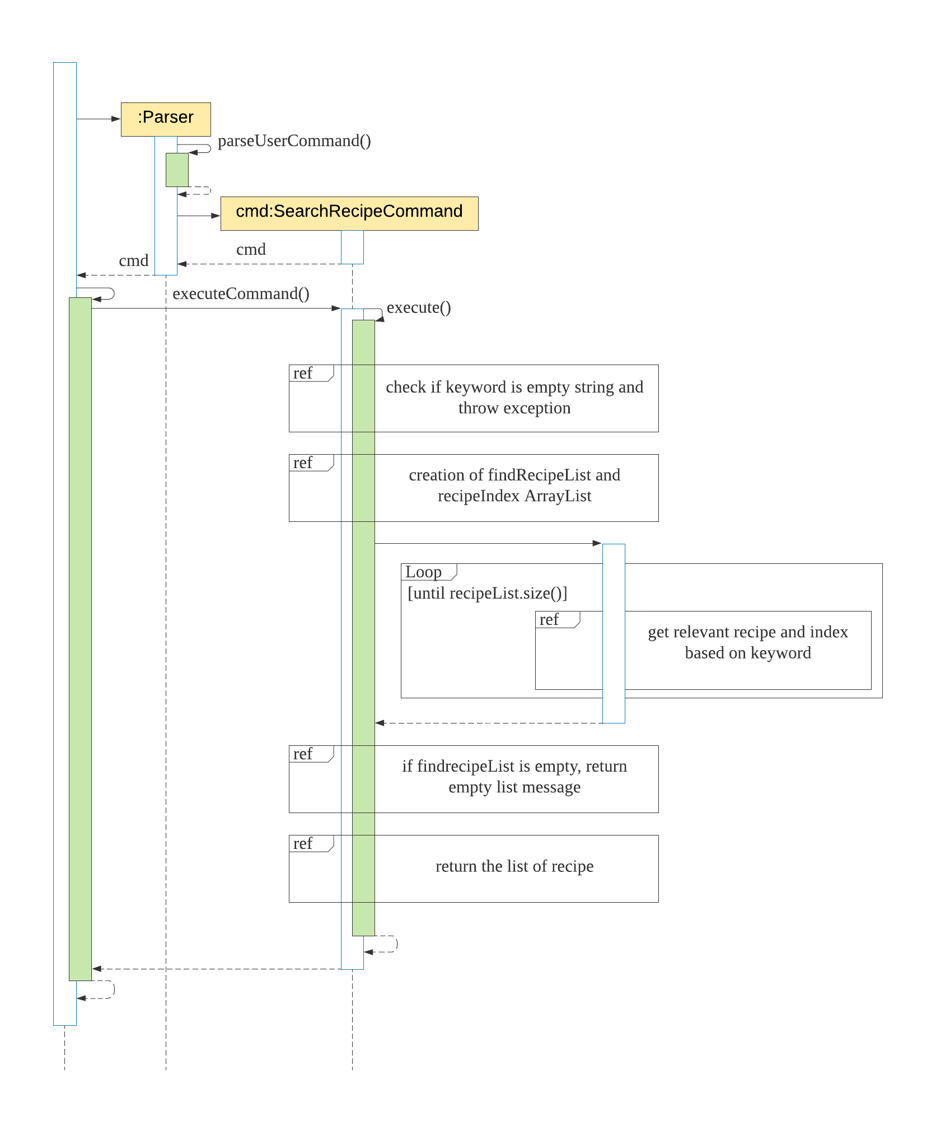 :Parser
parseUserCommand()
cmd:SearchRecipeCommand
cmd
cmd
executeCommand()
execute()
ref
check if keyword is empty string and
throw exception
ref
creation of findRecipeList and
recipeIndex ArrayList
Loop
[until recipeList.size()]
ref
get relevant recipe and index
based on keyword
ref
if findrecipeList is empty, return
empty list message
ref
return the list of recipe